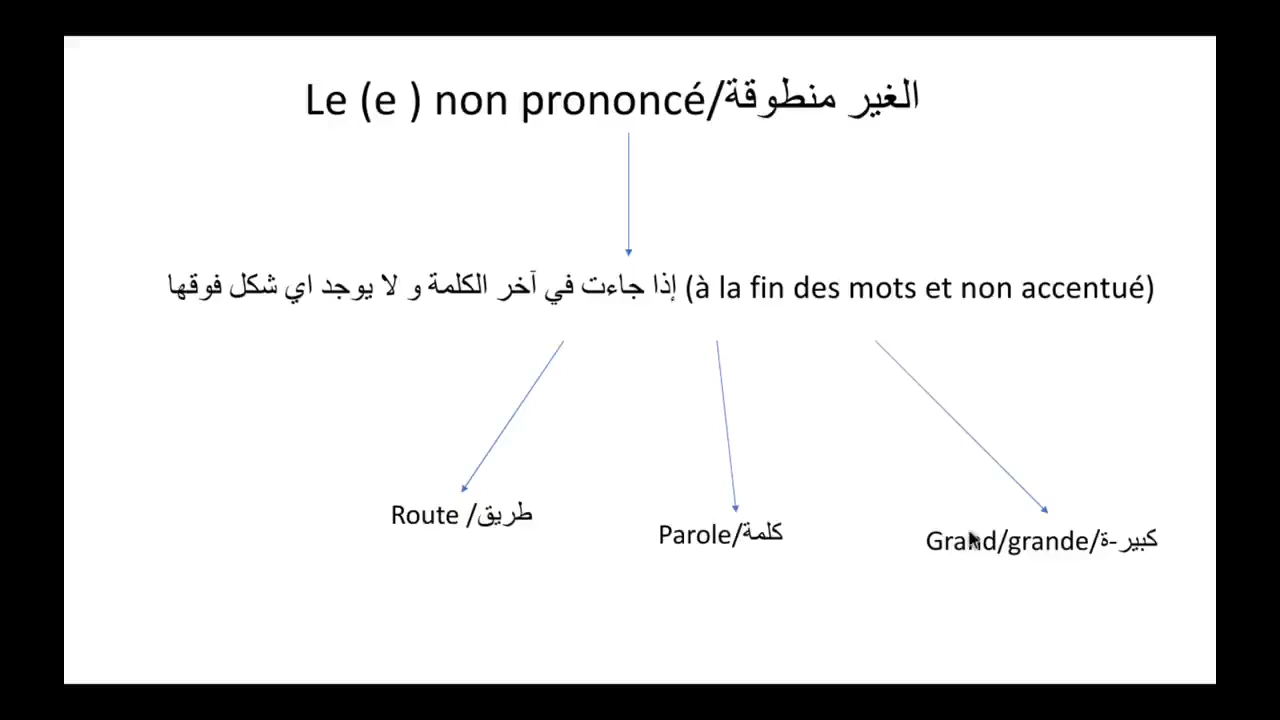 Le (e ) non prononcé/الغير منطوقة
إذا جاءت في آخر الكلمة و لا يوجد اي شكل فوقها (à la fin des mots et non accentué)
Route /طريق
Parole/كلمة
Grand/grande/كبير-ة